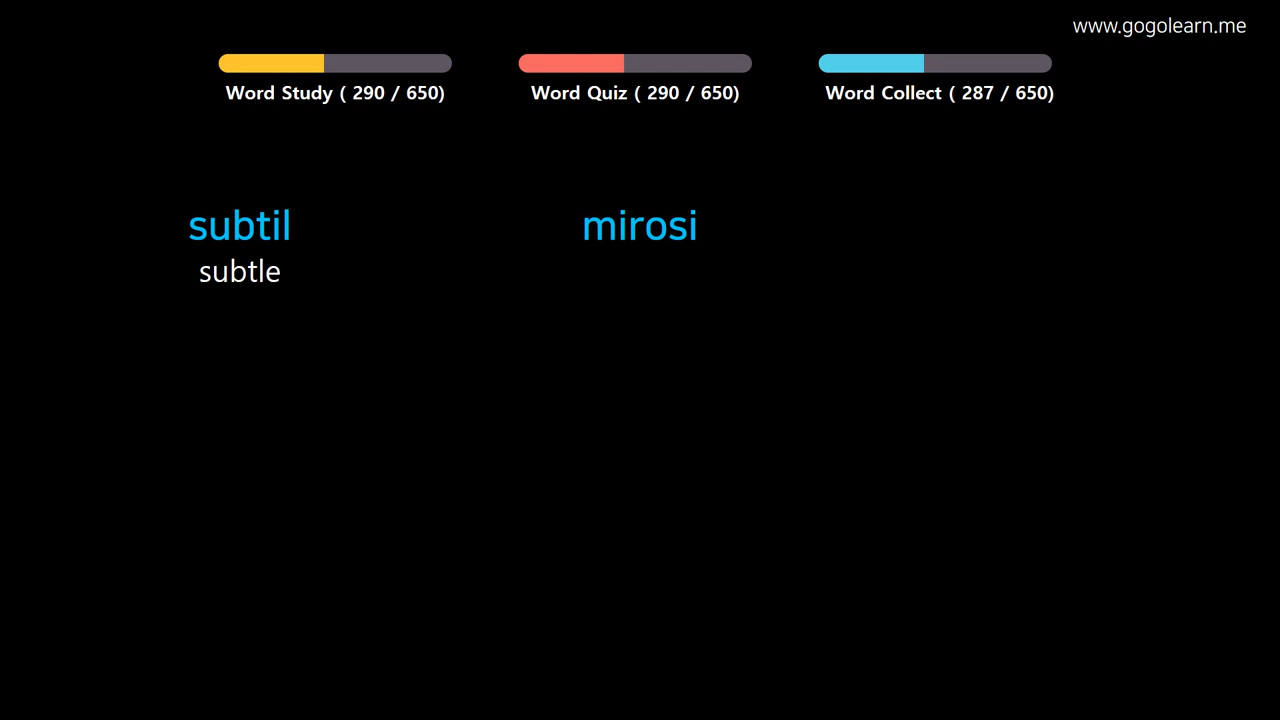 www.gogolearn.me
Word Study ( 290 / 650)
Word Quiz ( 290 / 650)
Word Collect ( 287 / 650)
subtil
mirosi
subtle